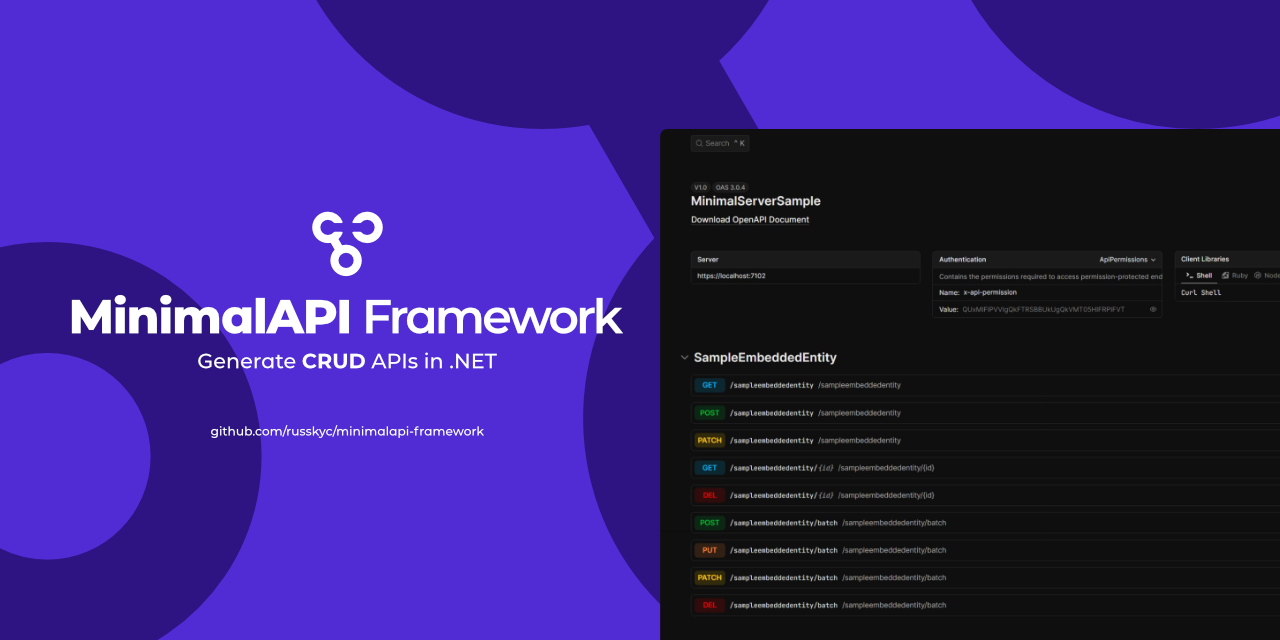 MinimalAPI Framework
Generate CRUD APIs in .NET
github.com/russkyc/minimalapi-framework
Search ^ K
V1.0 OAS 3.0.4
MinimalServerSample
Download OpenAPI Document
Server
https://localhost:7102
Authentication ApiPermissions
Contains the permissions required to access permission-protected end
Name: x-api-permission
Value:
Client Libraries
Shell Ruby Node
Curl Shell
SampleEmbeddedEntity
GET /sampleembeddedentity /sampleembeddedentity
POST /sampleembeddedentity /sampleembeddedentity
PATCH /sampleembeddedentity /sampleembeddedentity
GET /sampleembeddedentity/{id} /sampleembeddedentity/{id}
DEL /sampleembeddedentity/{id} /sampleembeddedentity/{id}
POST /sampleembeddedentity/batch /sampleembeddedentity/batch
PUT /sampleembeddedentity/batch /sampleembeddedentity/batch
PATCH /sampleembeddedentity/batch /sampleembeddedentity/batch
DEL /sampleembeddedentity/batch /sampleembeddedentity/batch